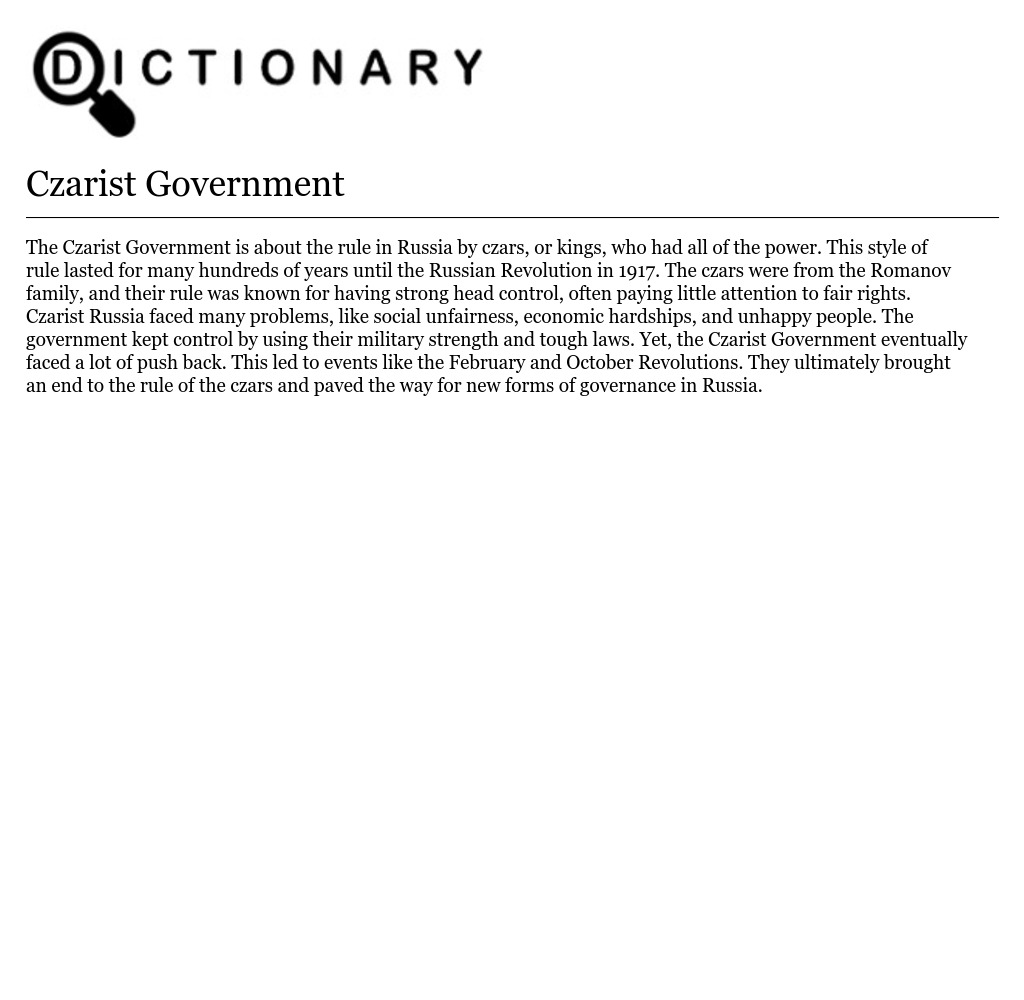 DICTIONARY
Czarist Government
The Czarist Government is about the rule in Russia by czars, or kings, who had all of the power. This style of
rule lasted for many hundreds of years until the Russian Revolution in 1917. The czars were from the Romanov
family, and their rule was known for having strong head control, often paying little attention to fair rights.
Czarist Russia faced many problems, like social unfairness, economic hardships, and unhappy people. The
government kept control by using their military strength and tough laws. Yet, the Czarist Government eventually
faced a lot of push back. This led to events like the February and October Revolutions. They ultimately brought
an end to the rule of the czars and paved the way for new forms of governance in Russia.